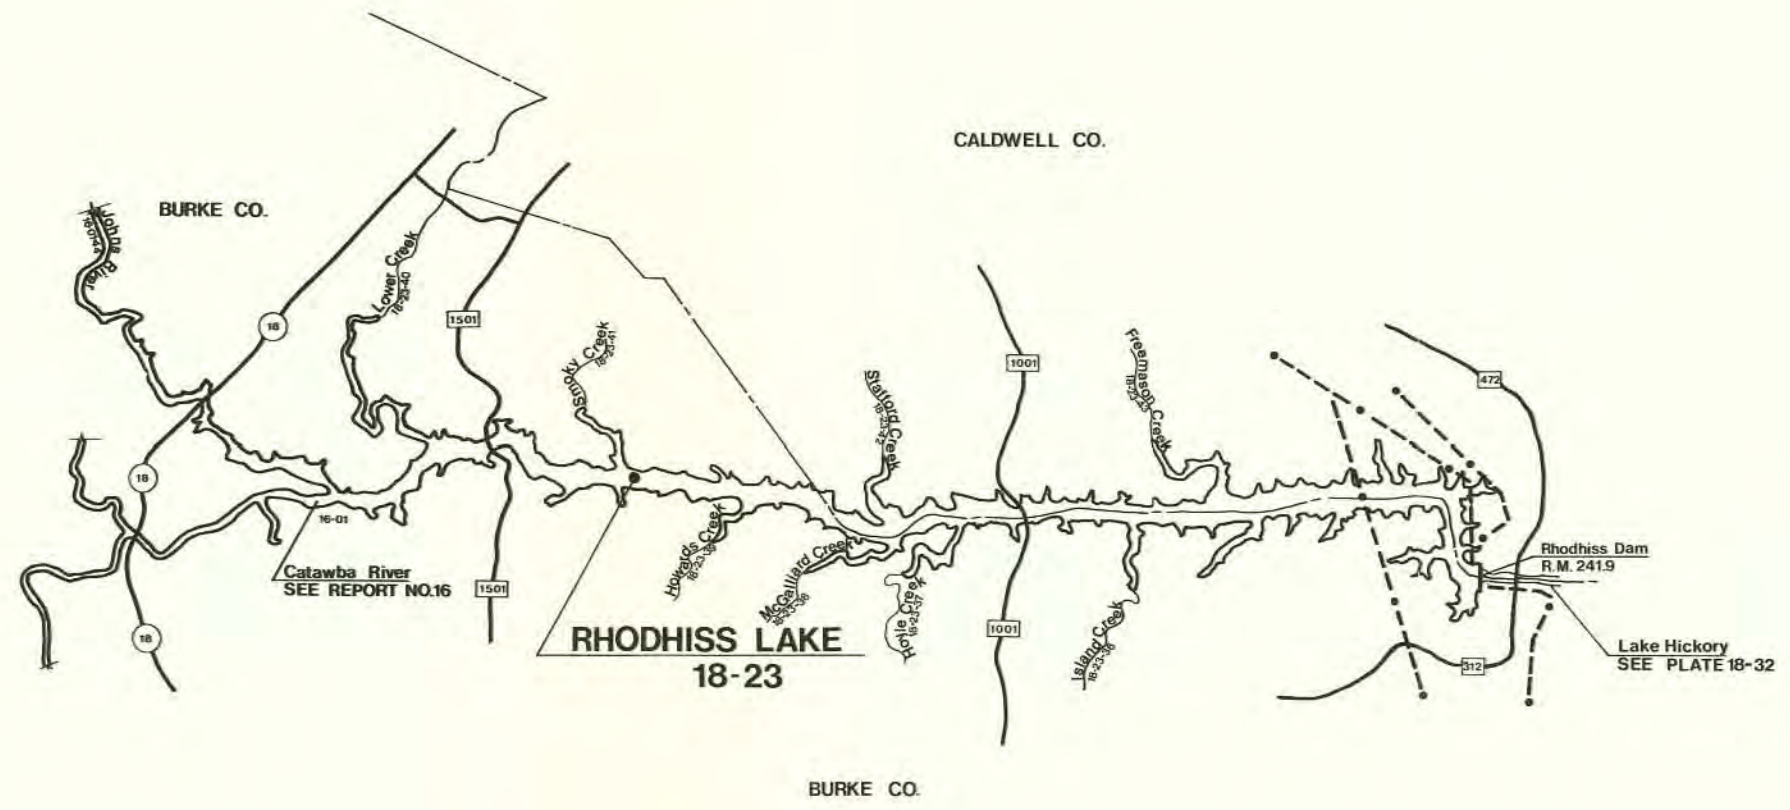 CALDWELL CO.
BURKE CO.
Johns River
Lower Creek
18-23-40
18
1501
Smoky Creek
18-23-41
Stafford Creek
18-23-42
1001
Freemason Creek
472
18
16-01
Catawba River
SEE REPORT NO.16
1501
18
Howards Creek
McGalliard Creek
Hoyle Creek
18-23-37
1001
Island Creek
Rhodhiss Dam
R.M. 241.9
Lake Hickory
SEE PLATE 18-32
312
RHODHISS LAKE
18-23
BURKE CO.